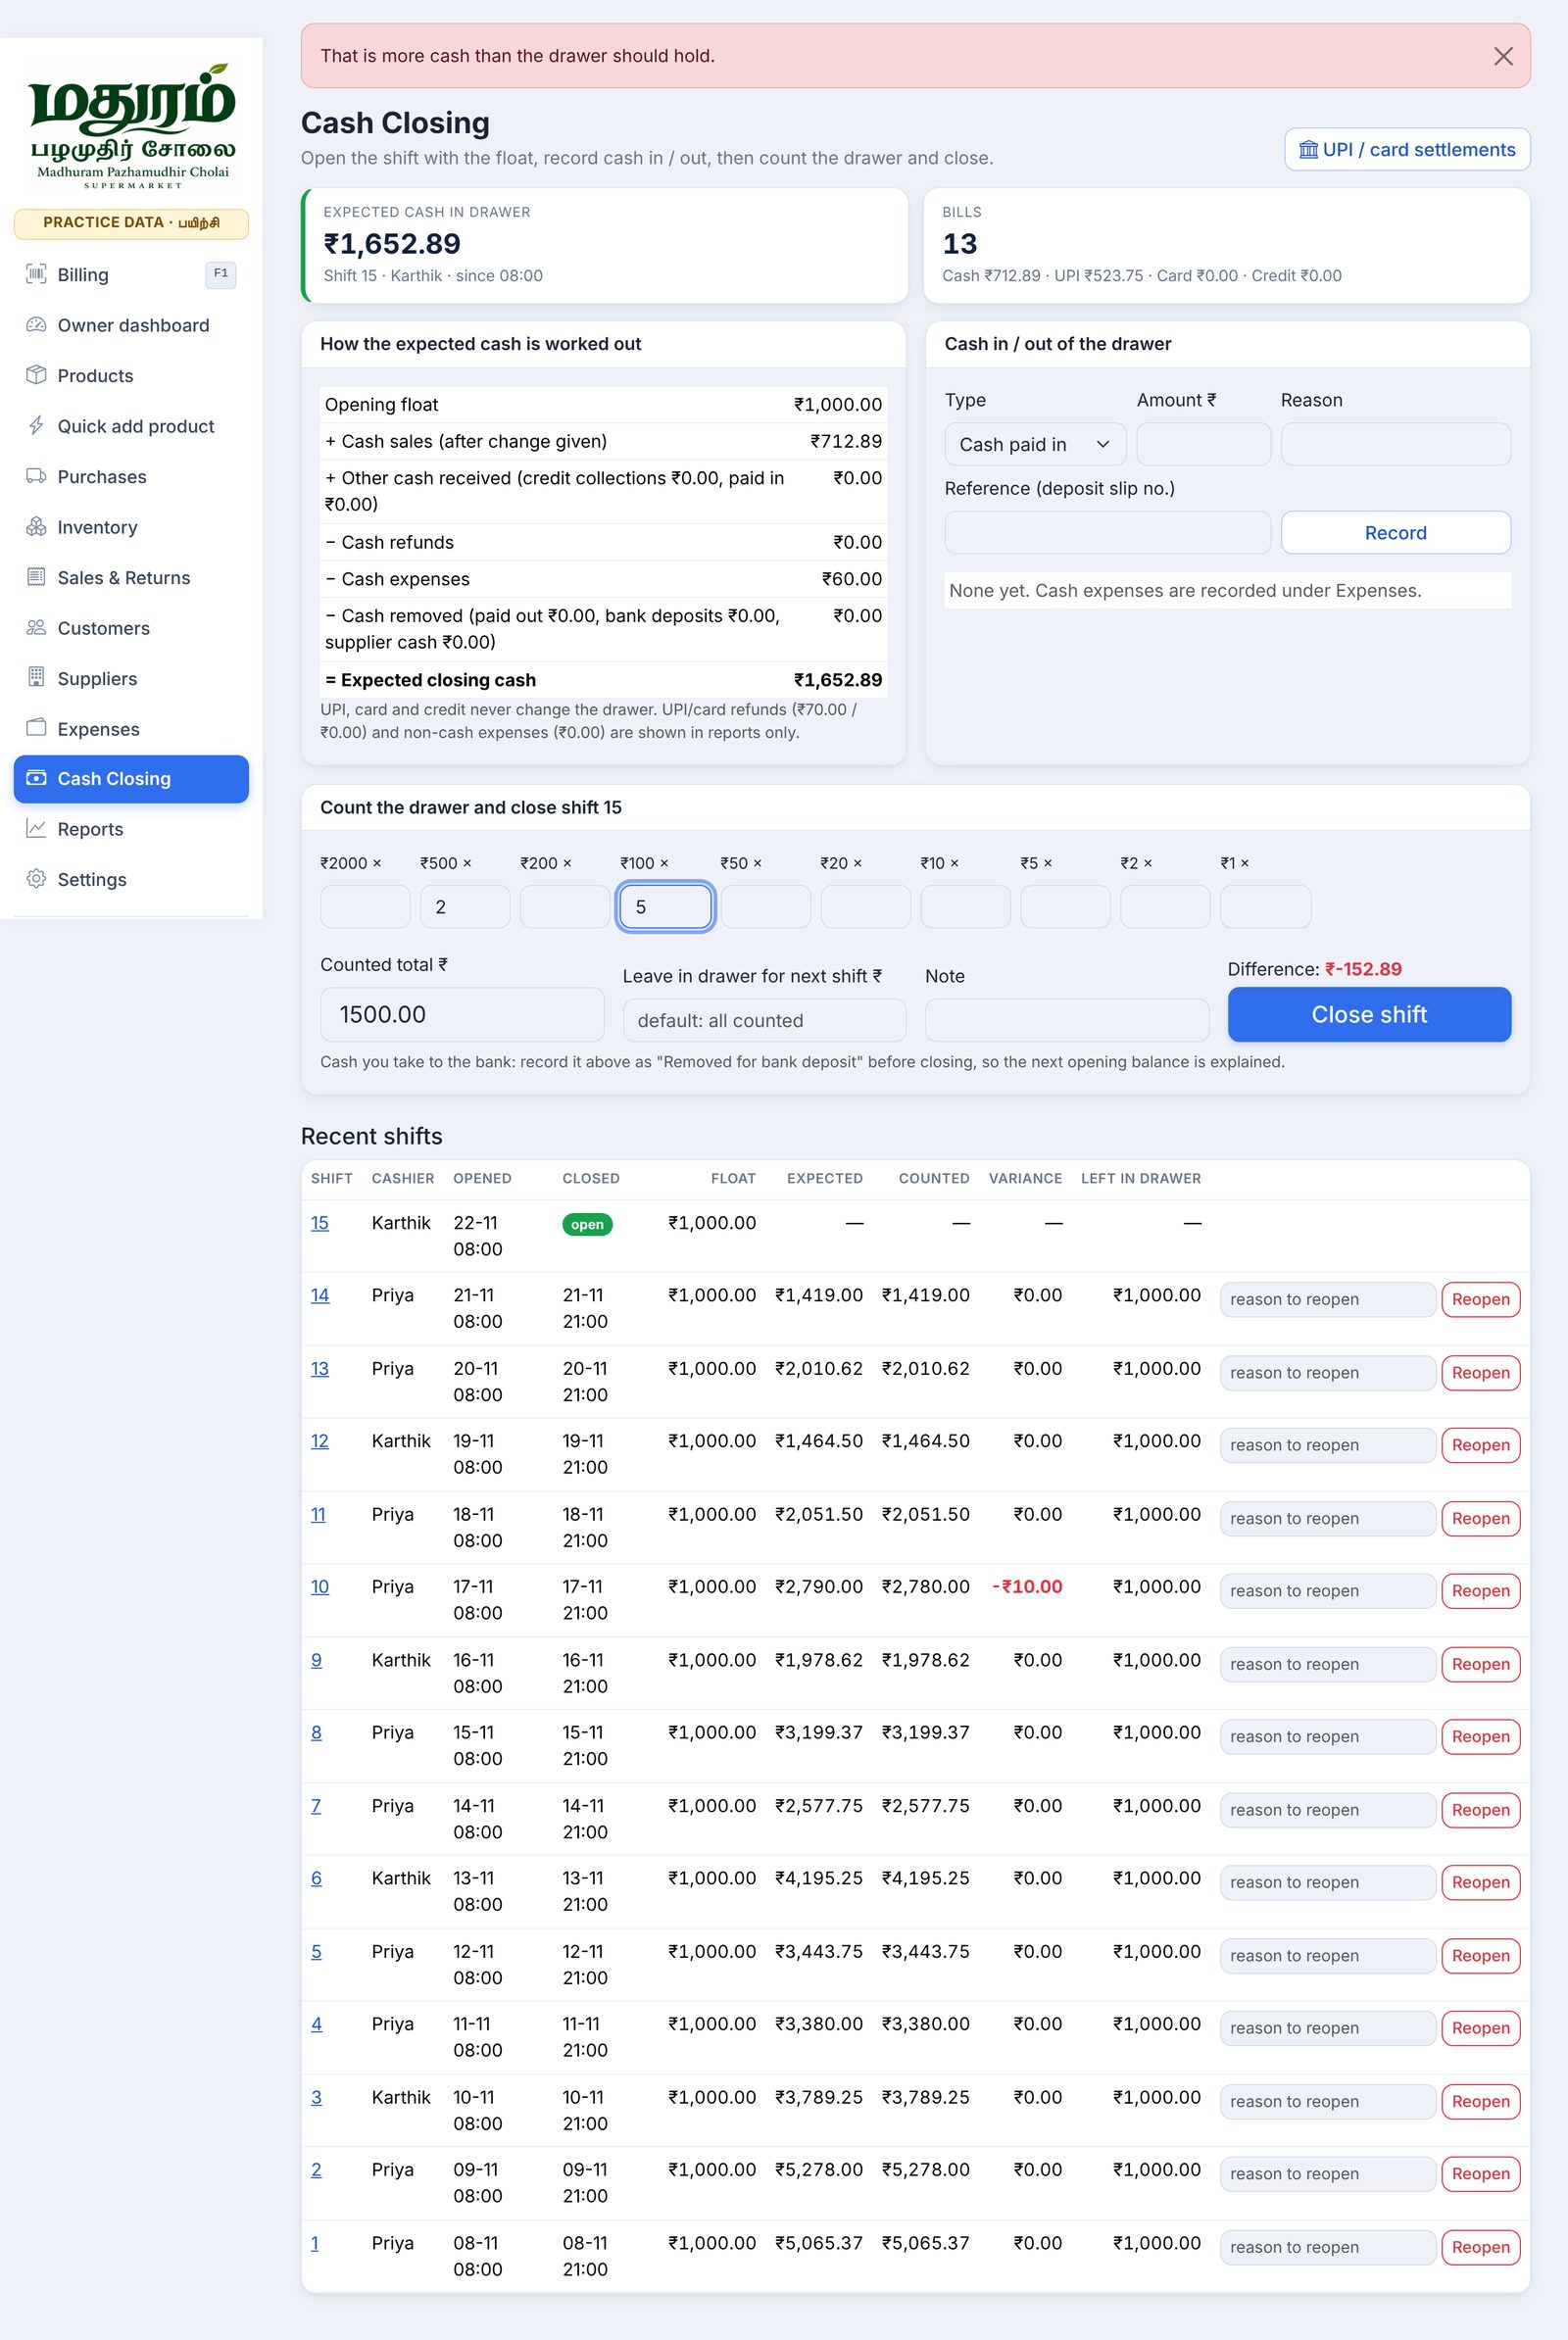 That is more cash than the drawer should hold.
மதுரம்
பழமுதிர் சோலை
Madhuram Pazhamudhir Cholai
SUPERMARKET
PRACTICE DATA · பயிற்சி
Billing F1
Owner dashboard
Products
Quick add product
Purchases
Inventory
Sales & Returns
Customers
Suppliers
Expenses
Cash Closing
Reports
Settings
Cash Closing
Open the shift with the float, record cash in / out, then count the drawer and close.
UPI / card settlements
EXPECTED CASH IN DRAWER
₹1,652.89
Shift 15 · Karthik · since 08:00
BILLS
13
Cash ₹712.89 · UPI ₹523.75 · Card ₹0.00 · Credit ₹0.00
How the expected cash is worked out
Opening float ₹1,000.00
+ Cash sales (after change given) ₹712.89
+ Other cash received (credit collections ₹0.00, paid in ₹0.00
₹0.00)
− Cash refunds ₹0.00
− Cash expenses ₹60.00
− Cash removed (paid out ₹0.00, bank deposits ₹0.00, ₹0.00
supplier cash ₹0.00)
= Expected closing cash ₹1,652.89
UPI, card and credit never change the drawer. UPI/card refunds (₹70.00 /
₹0.00) and non-cash expenses (₹0.00) are shown in reports only.
Cash in / out of the drawer
Type Amount ₹ Reason
Cash paid in
Reference (deposit slip no.)
Record
None yet. Cash expenses are recorded under Expenses.
Count the drawer and close shift 15
₹2000 × ₹500 × ₹200 × ₹100 × ₹50 × ₹20 × ₹10 × ₹5 × ₹2 × ₹1 ×
2 5
Counted total ₹ Leave in drawer for next shift ₹ Note Difference: ₹-152.89
1500.00 default: all counted Close shift
Cash you take to the bank: record it above as "Removed for bank deposit" before closing, so the next opening balance is explained.
Recent shifts
SHIFT CASHIER OPENED CLOSED FLOAT EXPECTED COUNTED VARIANCE LEFT IN DRAWER
15 Karthik 22-11 open ₹1,000.00 — — — —
08:00
14 Priya 21-11 21-11 ₹1,000.00 ₹1,419.00 ₹1,419.00 ₹0.00 ₹1,000.00 reason to reopen Reopen
08:00 21:00
13 Priya 20-11 20-11 ₹1,000.00 ₹2,010.62 ₹2,010.62 ₹0.00 ₹1,000.00 reason to reopen Reopen
08:00 21:00
12 Karthik 19-11 19-11 ₹1,000.00 ₹1,464.50 ₹1,464.50 ₹0.00 ₹1,000.00 reason to reopen Reopen
08:00 21:00
11 Priya 18-11 18-11 ₹1,000.00 ₹2,051.50 ₹2,051.50 ₹0.00 ₹1,000.00 reason to reopen Reopen
08:00 21:00
10 Priya 17-11 17-11 ₹1,000.00 ₹2,790.00 ₹2,780.00 -₹10.00 ₹1,000.00 reason to reopen Reopen
08:00 21:00
9 Karthik 16-11 16-11 ₹1,000.00 ₹1,978.62 ₹1,978.62 ₹0.00 ₹1,000.00 reason to reopen Reopen
08:00 21:00
8 Priya 15-11 15-11 ₹1,000.00 ₹3,199.37 ₹3,199.37 ₹0.00 ₹1,000.00 reason to reopen Reopen
08:00 21:00
7 Priya 14-11 14-11 ₹1,000.00 ₹2,577.75 ₹2,577.75 ₹0.00 ₹1,000.00 reason to reopen Reopen
08:00 21:00
6 Karthik 13-11 13-11 ₹1,000.00 ₹4,195.25 ₹4,195.25 ₹0.00 ₹1,000.00 reason to reopen Reopen
08:00 21:00
5 Priya 12-11 12-11 ₹1,000.00 ₹3,443.75 ₹3,443.75 ₹0.00 ₹1,000.00 reason to reopen Reopen
08:00 21:00
4 Priya 11-11 11-11 ₹1,000.00 ₹3,380.00 ₹3,380.00 ₹0.00 ₹1,000.00 reason to reopen Reopen
08:00 21:00
3 Karthik 10-11 10-11 ₹1,000.00 ₹3,789.25 ₹3,789.25 ₹0.00 ₹1,000.00 reason to reopen Reopen
08:00 21:00
2 Priya 09-11 09-11 ₹1,000.00 ₹5,278.00 ₹5,278.00 ₹0.00 ₹1,000.00 reason to reopen Reopen
08:00 21:00
1 Priya 08-11 08-11 ₹1,000.00 ₹5,065.37 ₹5,065.37 ₹0.00 ₹1,000.00 reason to reopen Reopen
08:00 21:00